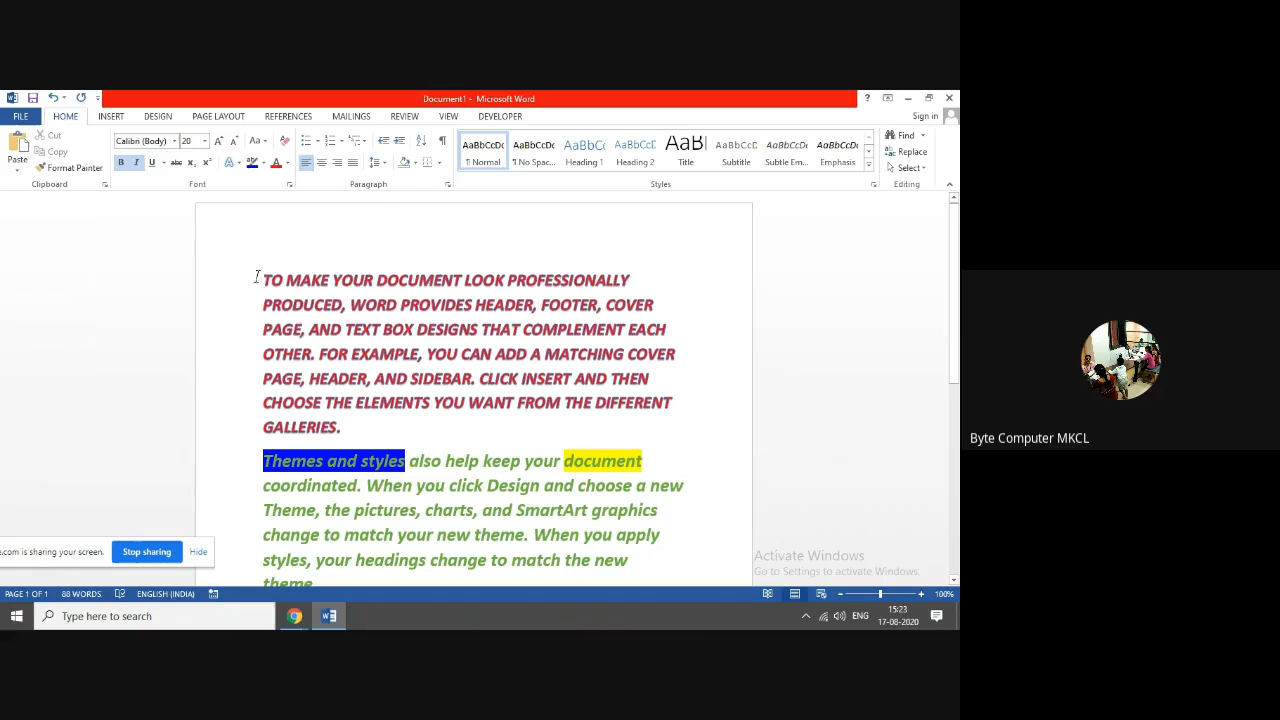 Document1 - Microsoft Word
Sign in
FILE HOME INSERT DESIGN PAGE LAYOUT REFERENCES MAILINGS REVIEW VIEW DEVELOPER
Paste
Cut
Copy
Format Painter
Clipboard
Calibri (Body) 20
Font
Paragraph
AaBbCcDc AaBbCcDc AaBbCc AaBbCcC AaBl AaBbCcC AaBbCcDc AaBbCcDc
¶ Normal ¶ No Spac... Heading 1 Heading 2 Title Subtitle Subtle Em... Emphasis
Styles
Find
Replace
Select
Editing
TO MAKE YOUR DOCUMENT LOOK PROFESSIONALLY
PRODUCED, WORD PROVIDES HEADER, FOOTER, COVER
PAGE, AND TEXT BOX DESIGNS THAT COMPLEMENT EACH
OTHER. FOR EXAMPLE, YOU CAN ADD A MATCHING COVER
PAGE, HEADER, AND SIDEBAR. CLICK INSERT AND THEN
CHOOSE THE ELEMENTS YOU WANT FROM THE DIFFERENT
GALLERIES.
Themes and styles also help keep your document
coordinated. When you click Design and choose a new
Theme, the pictures, charts, and SmartArt graphics
change to match your new theme. When you apply
styles, your headings change to match the new
theme.
e.com is sharing your screen. Stop sharing Hide
Activate Windows
Go to Settings to activate Windows.
PAGE 1 OF 1 88 WORDS ENGLISH (INDIA) 100%
Type here to search
ENG
15:23
17-08-2020
Byte Computer MKCL